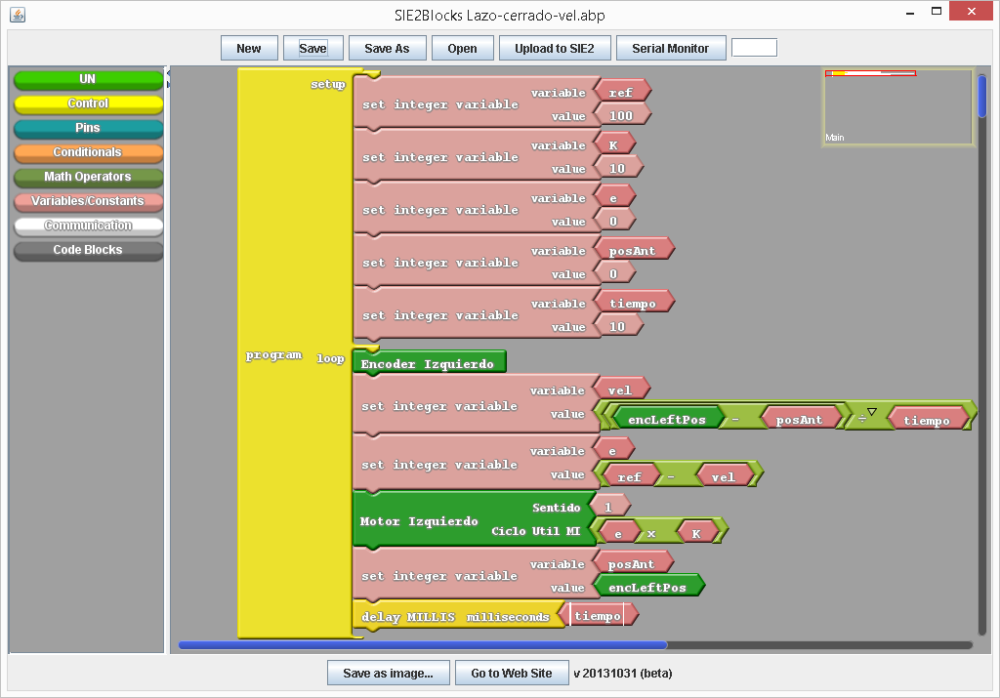 SIE2Blocks Lazo-cerrado-vel.abp
New Save Save As Open Upload to SIE2 Serial Monitor
UN
Control
Pins
Conditionals
Math Operators
Variables/Constants
Communication
Code Blocks
Main
program
setup
set integer variable variable ref
value 100
set integer variable variable K
value 10
set integer variable variable e
value 0
set integer variable variable posAnt
value 0
set integer variable variable tiempo
value 10
loop
Encoder Izquierdo
set integer variable variable vel
value encLeftPos - posAnt ÷ tiempo
set integer variable variable e
value ref - vel
Motor Izquierdo Sentido 1
Ciclo Util MI e x K
set integer variable variable posAnt
value encLeftPos
delay MILLIS milliseconds tiempo
Save as image... Go to Web Site v 20131031 (beta)